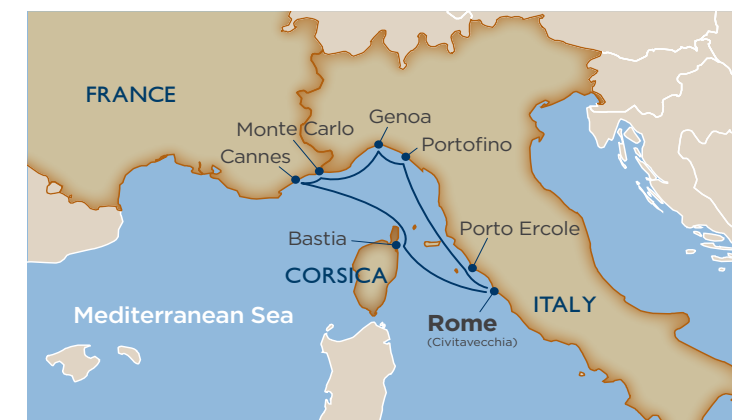 FRANCE
Genoa
Monte Carlo
Portofino
Cannes
Porto Ercole
Bastia
CORSICA
ITALY
Mediterranean Sea
Rome
(Civitavecchia)